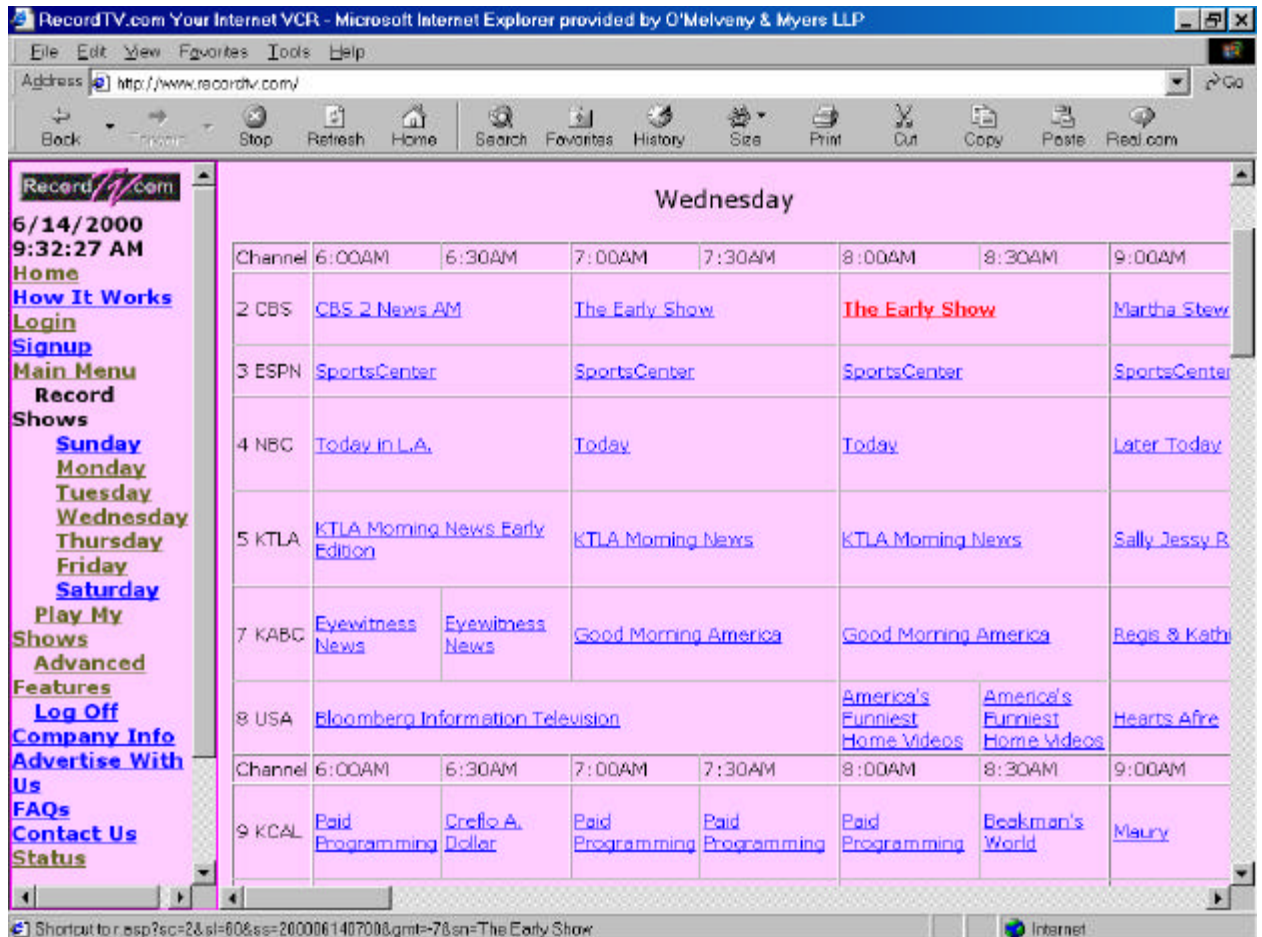 RecordTV.com Your Internet VCR - Microsoft Internet Explorer provided by O'Melveny & Myers LLP
File Edit View Favorites Tools Help
Address http://www.recordtv.com/ Go
Back Forward Stop Refresh Home Search Favorites History Size Print Cut Copy Paste Real.com
RecordTV.com
6/14/2000
9:32:27 AM
Home
How It Works
Login
Signup
Main Menu
Record
Shows
Sunday
Monday
Tuesday
Wednesday
Thursday
Friday
Saturday
Play My
Shows
Advanced
Features
Log Off
Company Info
Advertise With
Us
FAQs
Contact Us
Status
Wednesday
Channel 6:00AM 6:30AM 7:00AM 7:30AM 8:00AM 8:30AM 9:00AM
2 CBS CBS 2 News AM The Early Show The Early Show Martha Stew
3 ESPN SportsCenter SportsCenter SportsCenter SportsCenter
4 NBC Today in L.A. Today Today Later Today
5 KTLA KTLA Morning News Early Edition KTLA Morning News KTLA Morning News Sally Jessy R
7 KABC Eyewitness News Eyewitness News Good Morning America Good Morning America Regis & Kathi
8 USA Bloomberg Information Television America's Funniest Home Videos America's Funniest Home Videos Hearts Afire
Channel 6:00AM 6:30AM 7:00AM 7:30AM 8:00AM 8:30AM 9:00AM
9 KCAL Paid Programming Creflo A. Dollar Paid Programming Paid Programming Paid Programming Beakman's World Maury
Shortcut to r.asp?sc=2&sl=60&ss=200006140700&gmt=-7&sn=The Early Show Internet